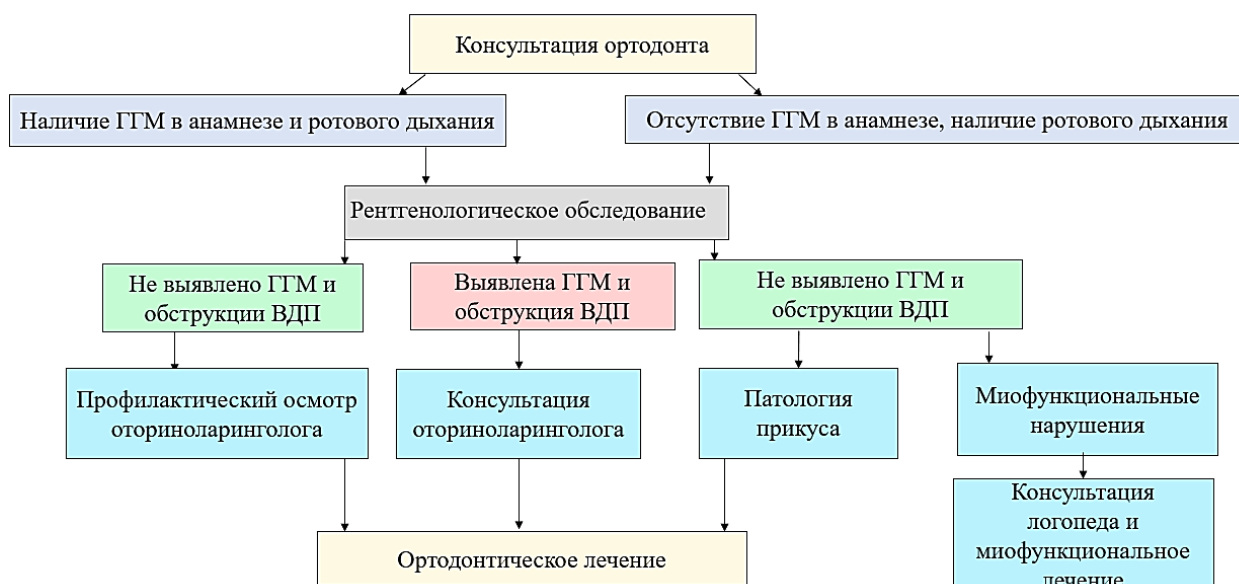 Консультация ортодонта
Наличие ГГМ в анамнезе и ротового дыхания
Отсутствие ГГМ в анамнезе, наличие ротового дыхания
Рентгенологическое обследование
Не выявлено ГГМ и
обструкции ВДП
Выявлена ГГМ и
обструкция ВДП
Не выявлено ГГМ и
обструкции ВДП
Профилактический осмотр
оториноларинголога
Консультация
оториноларинголога
Патология
прикуса
Миофункциональные
нарушения
Консультация
логопеда и
миофункциональное
лечение
Ортодонтическое лечение